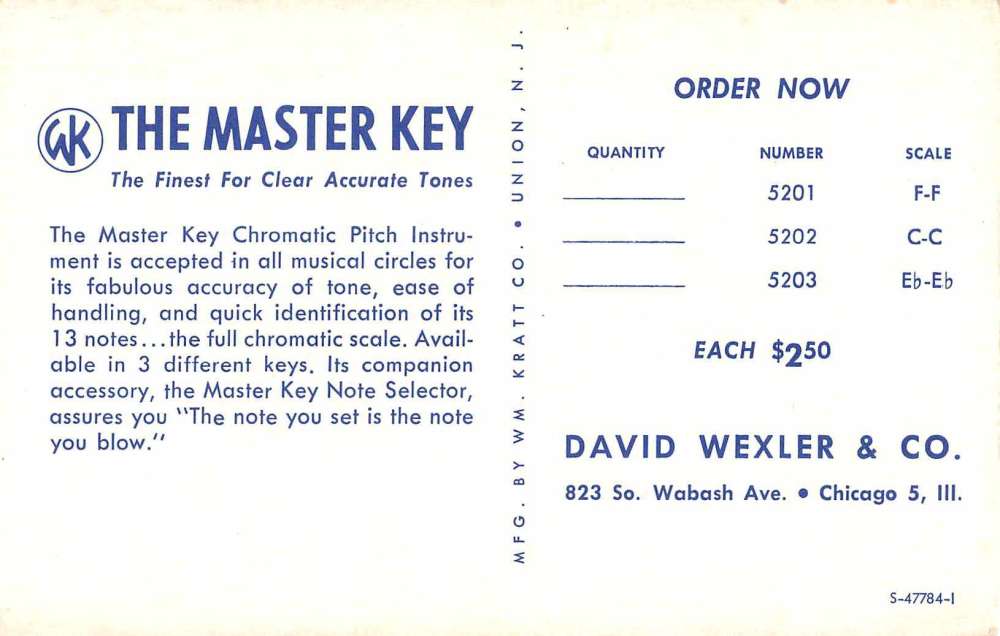 WK THE MASTER KEY
The Finest For Clear Accurate Tones
The Master Key Chromatic Pitch Instru-
ment is accepted in all musical circles for
its fabulous accuracy of tone, ease of
handling, and quick identification of its
13 notes...the full chromatic scale. Avail-
able in 3 different keys. Its companion
accessory, the Master Key Note Selector,
assures you "The note you set is the note
you blow."
MFG. BY WM. KRATT CO. • UNION, N. J.
ORDER NOW
QUANTITY NUMBER SCALE
5201 F-F
5202 C-C
5203 E♭-E♭
EACH $2.50
DAVID WEXLER & CO.
823 So. Wabash Ave. • Chicago 5, Ill.
S-47784-1